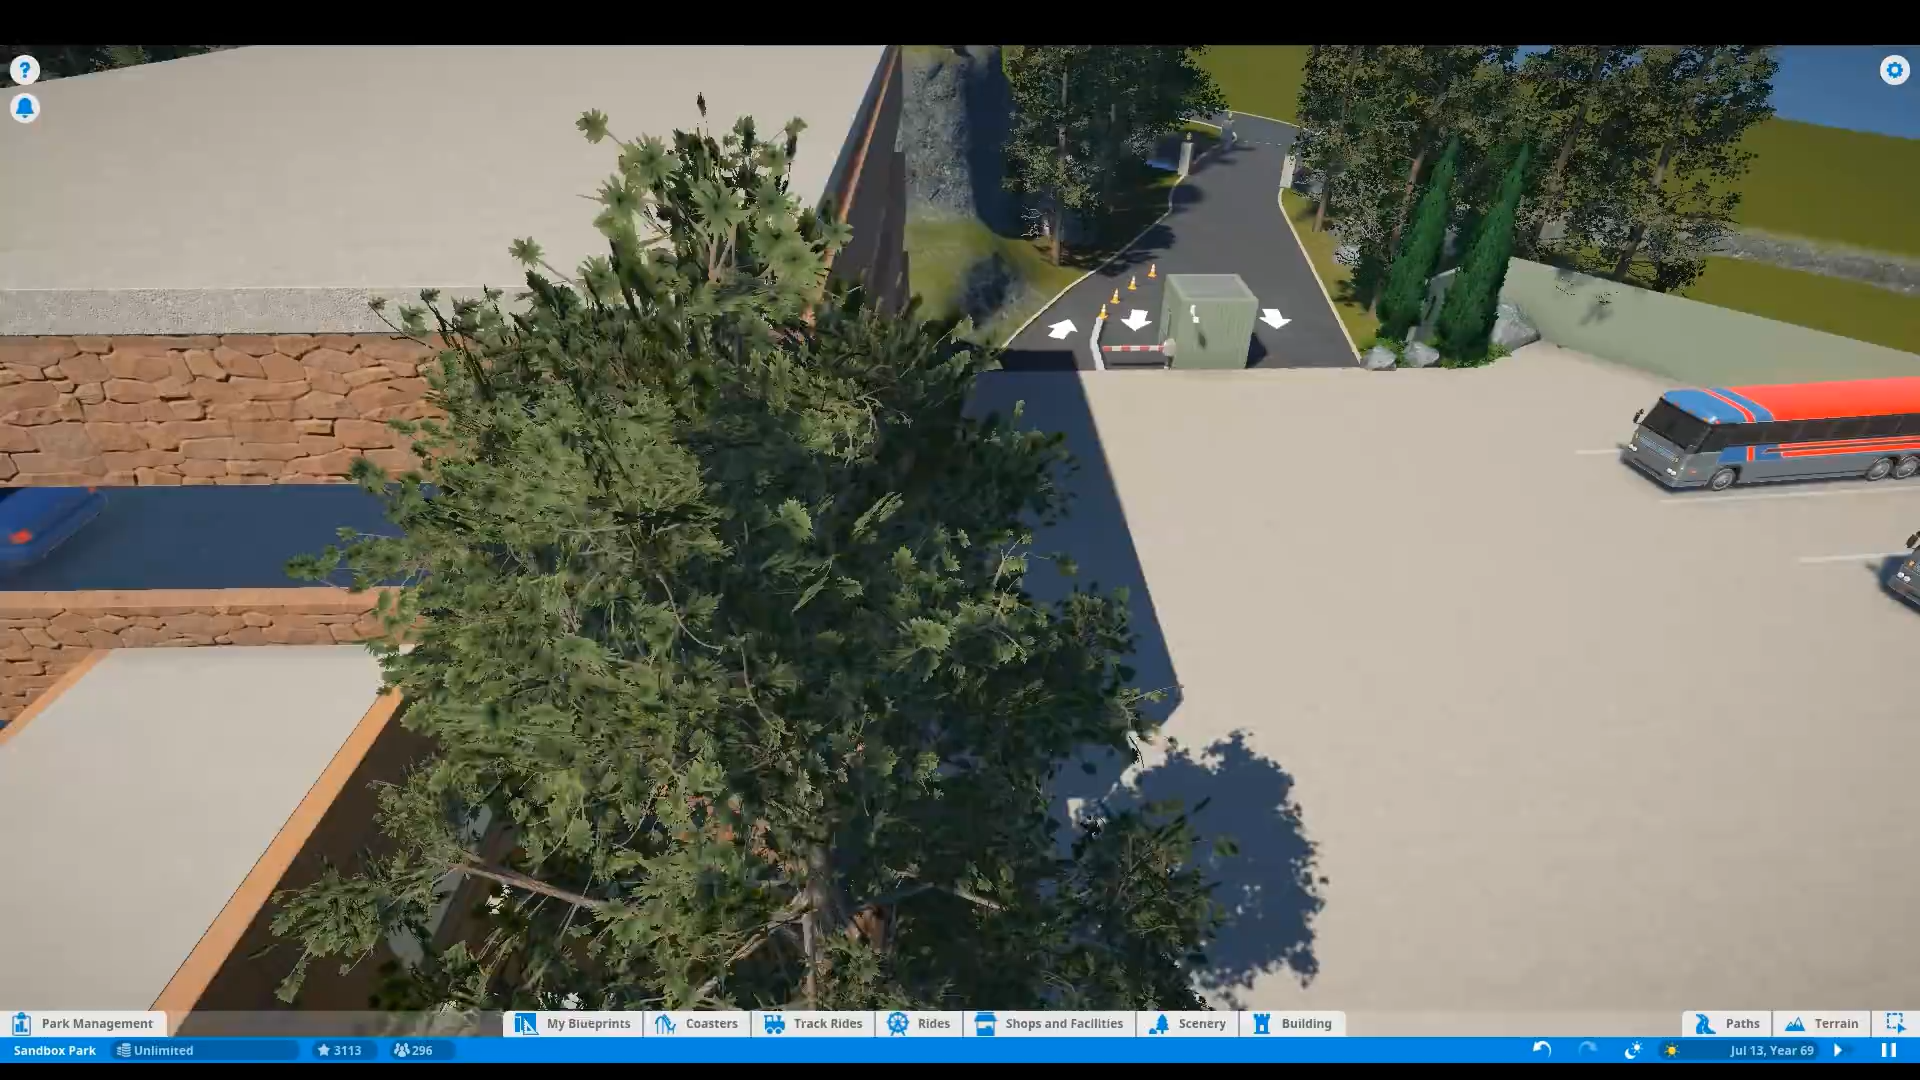 ?
Park Management
My Blueprints
Coasters
Track Rides
Rides
Shops and Facilities
Scenery
Building
Paths
Terrain
Sandbox Park
Unlimited
3113
296
Jul 13, Year 69